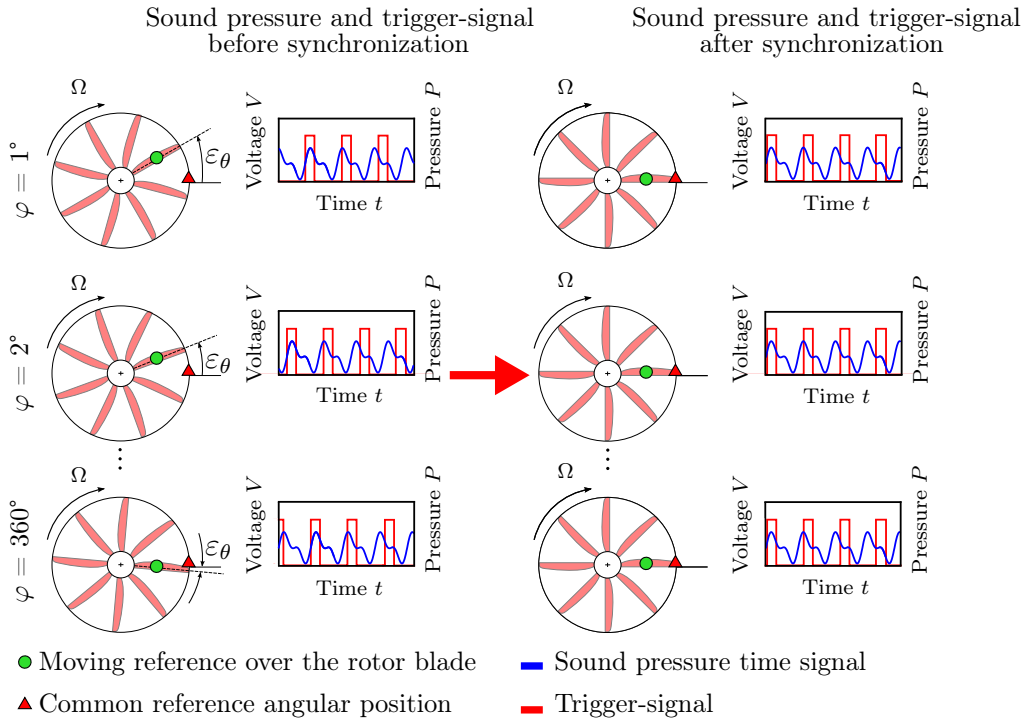 Sound pressure and trigger-signal
before synchronization
Sound pressure and trigger-signal
after synchronization
φ = 1°
Ω
ε_θ
Voltage V
Pressure P
Time t
Ω
Voltage V
Pressure P
Time t
φ = 2°
Ω
ε_θ
Voltage V
Pressure P
Time t
Ω
Voltage V
Pressure P
Time t
φ = 360°
Ω
ε_θ
Voltage V
Pressure P
Time t
Ω
Voltage V
Pressure P
Time t
Moving reference over the rotor blade
Sound pressure time signal
Common reference angular position
Trigger-signal